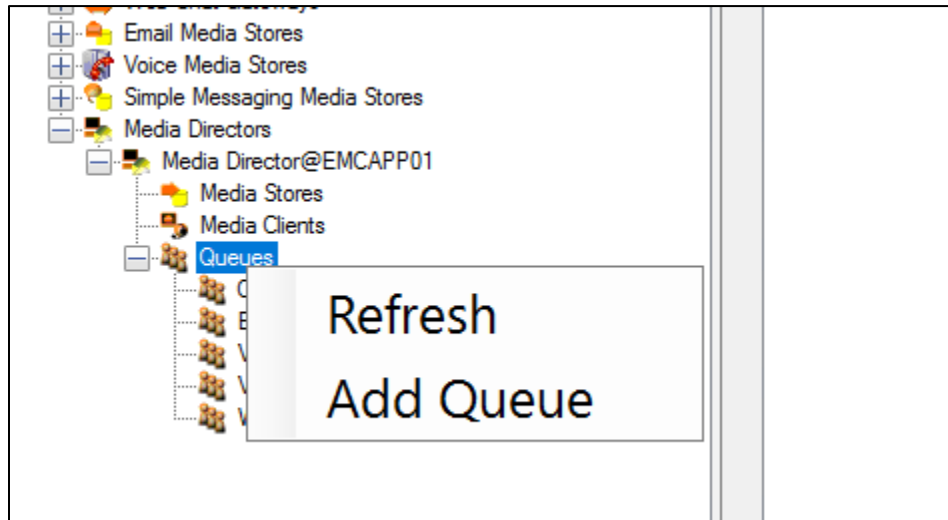 Email Media Stores
Voice Media Stores
Simple Messaging Media Stores
Media Directors
Media Director@EMCAPP01
Media Stores
Media Clients
Queues
Refresh
Add Queue